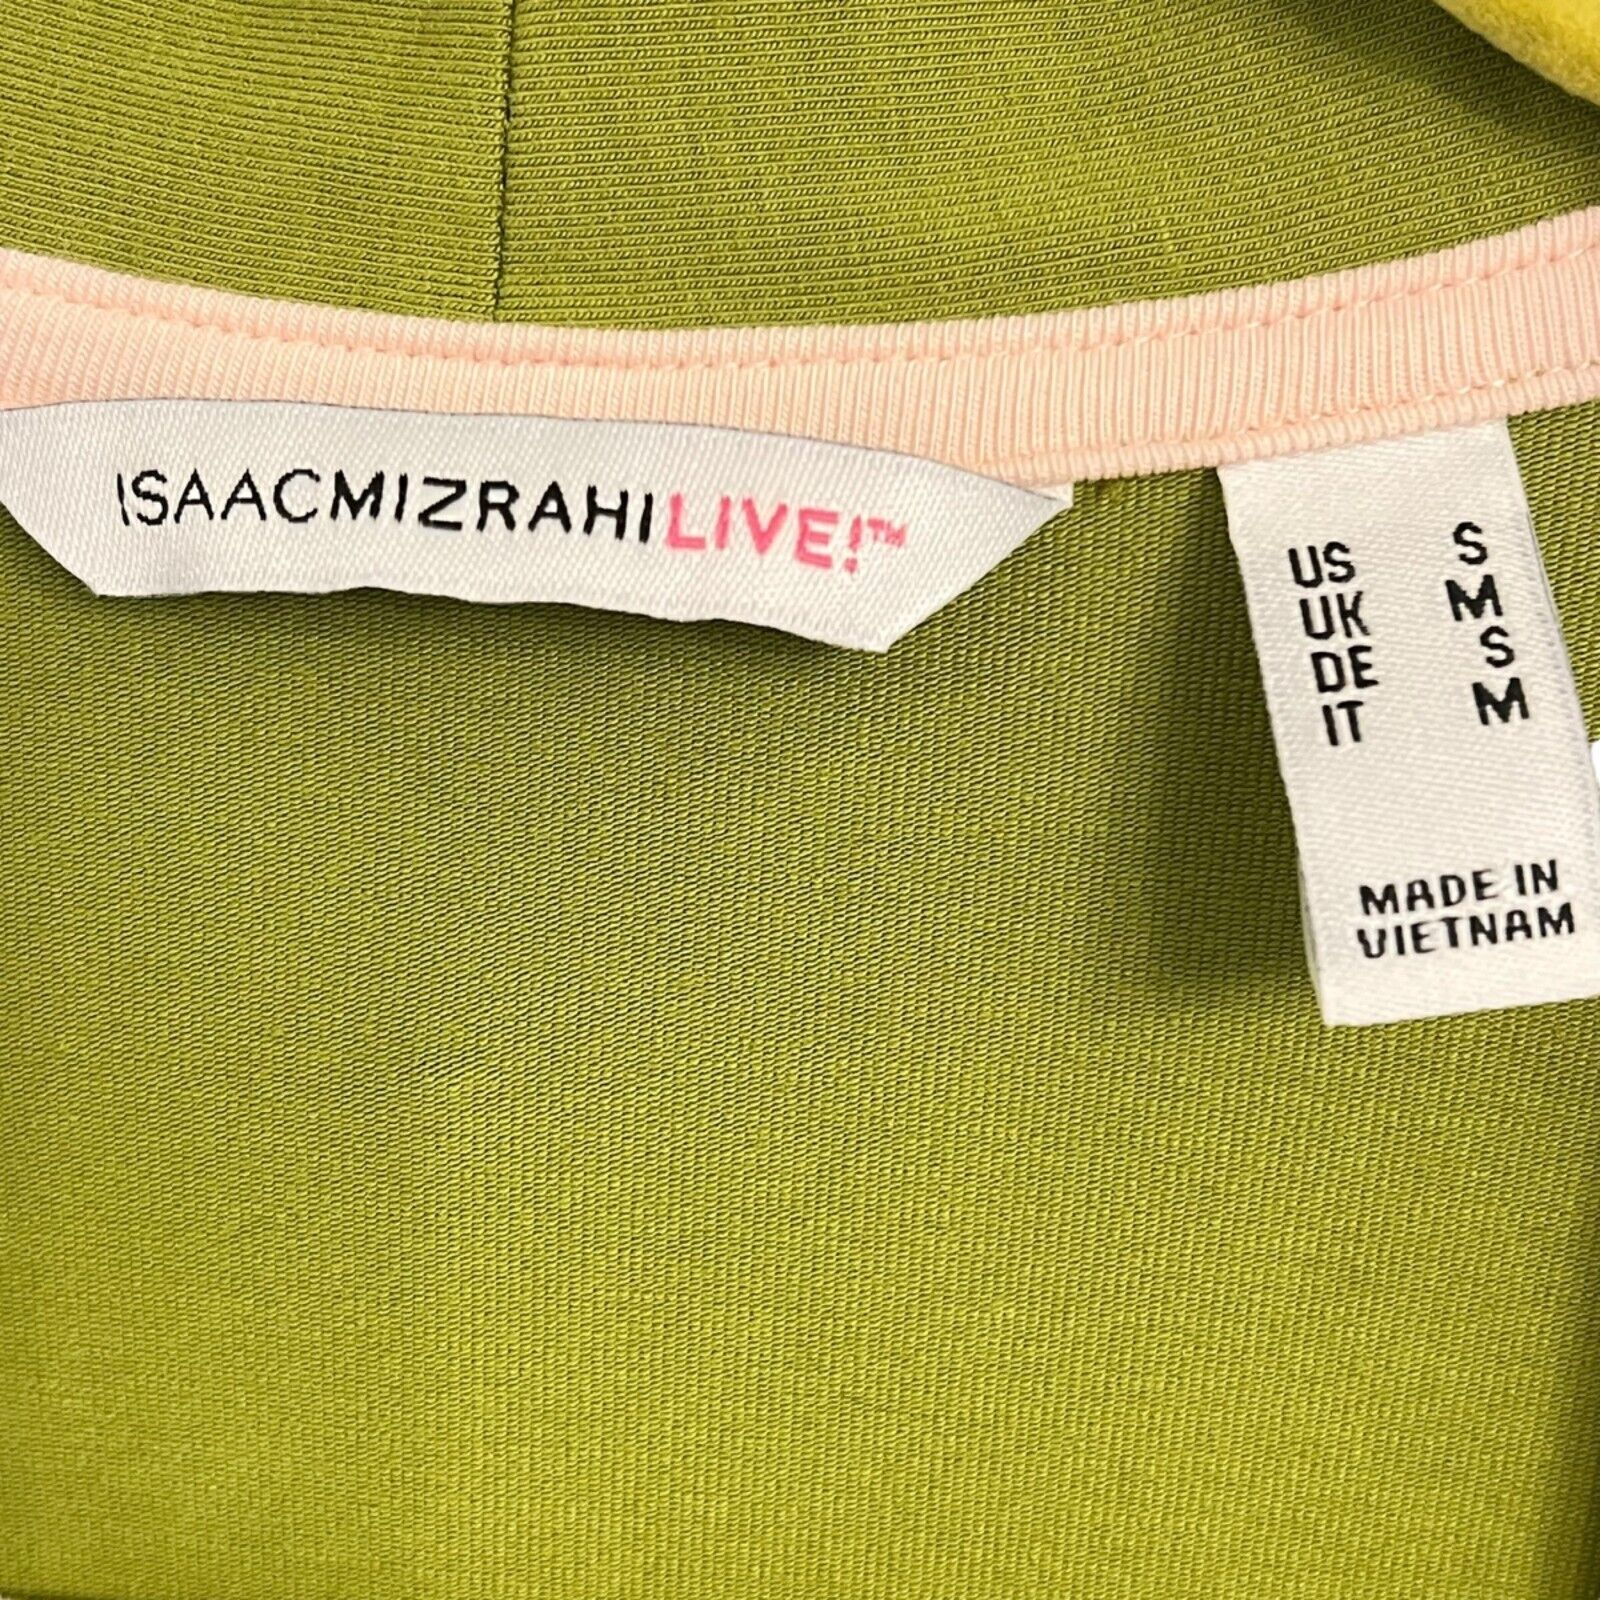 ISAACMIZRAHILIVE!™
US S
UK M
DE S
IT M
MADE IN
VIETNAM